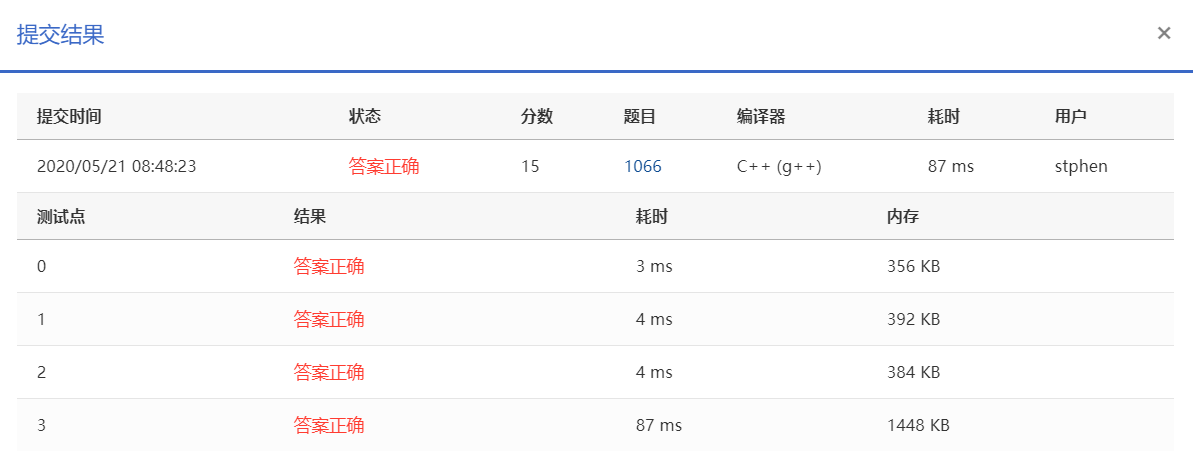 提交结果 ×
提交时间 状态 分数 题目 编译器 耗时 用户
2020/05/21 08:48:23 答案正确 15 1066 C++ (g++) 87 ms stphen
测试点 结果 耗时 内存
0 答案正确 3 ms 356 KB
1 答案正确 4 ms 392 KB
2 答案正确 4 ms 384 KB
3 答案正确 87 ms 1448 KB